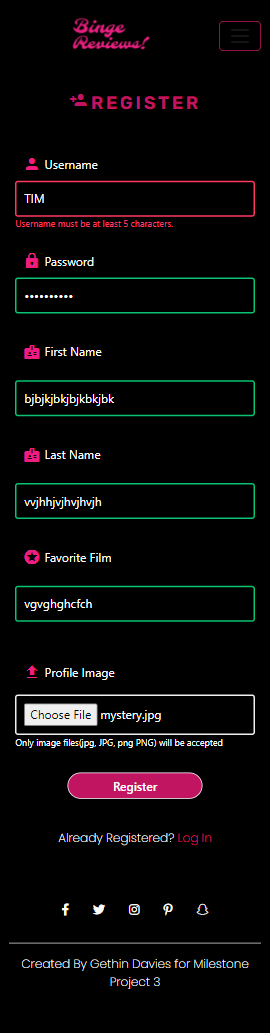 Binge
Reviews!
REGISTER
Username
TIM
Username must be at least 5 characters.
Password
••••••••••
First Name
bjbjkjbkjbjkbkjbk
Last Name
vvjhhjvjhvjhvjh
Favorite Film
vgvghghcfch
Profile Image
Choose File mystery.jpg
Only image files(jpg, JPG, png PNG) will be accepted
Register
Already Registered? Log In
Created By Gethin Davies for Milestone
Project 3